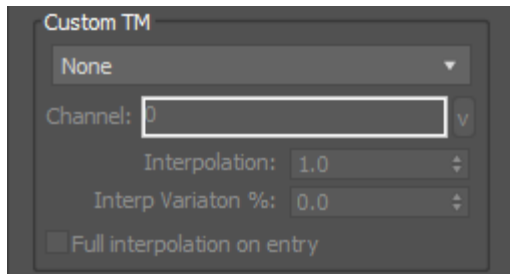 Custom TM
None
Channel: 0 v
Interpolation: 1.0
Interp Variaton %: 0.0
Full interpolation on entry